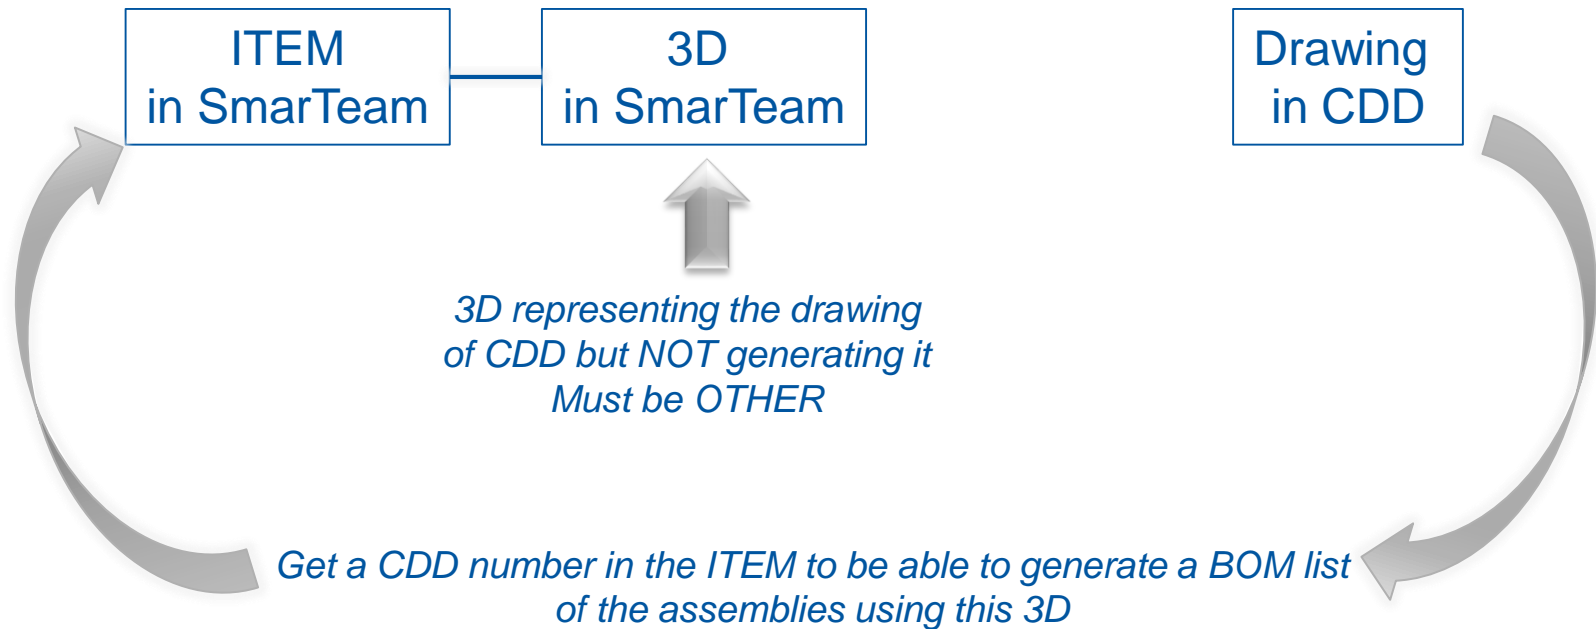 ITEM
in SmarTeam
3D
in SmarTeam
Drawing
in CDD
3D representing the drawing
of CDD but NOT generating it
Must be OTHER
Get a CDD number in the ITEM to be able to generate a BOM list
of the assemblies using this 3D